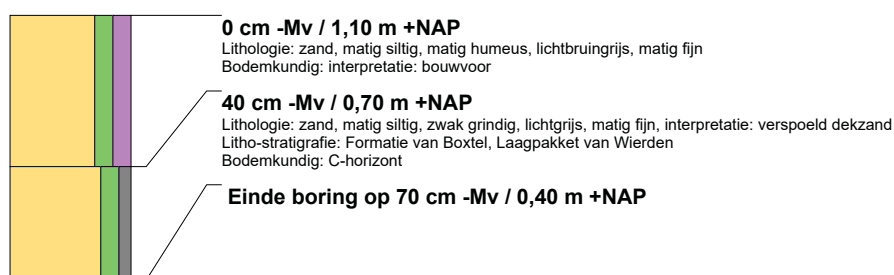 0 cm -Mv / 1,10 m +NAP
Lithologie: zand, matig siltig, matig humeus, lichtbruingrijs, matig fijn
Bodemkundig: interpretatie: bouwvoor
40 cm -Mv / 0,70 m +NAP
Lithologie: zand, matig siltig, zwak grindig, lichtgrijs, matig fijn, interpretatie: verspoeld dekzand
Litho-stratigrafie: Formatie van Boxtel, Laagpakket van Wierden
Bodemkundig: C-horizont
Einde boring op 70 cm -Mv / 0,40 m +NAP